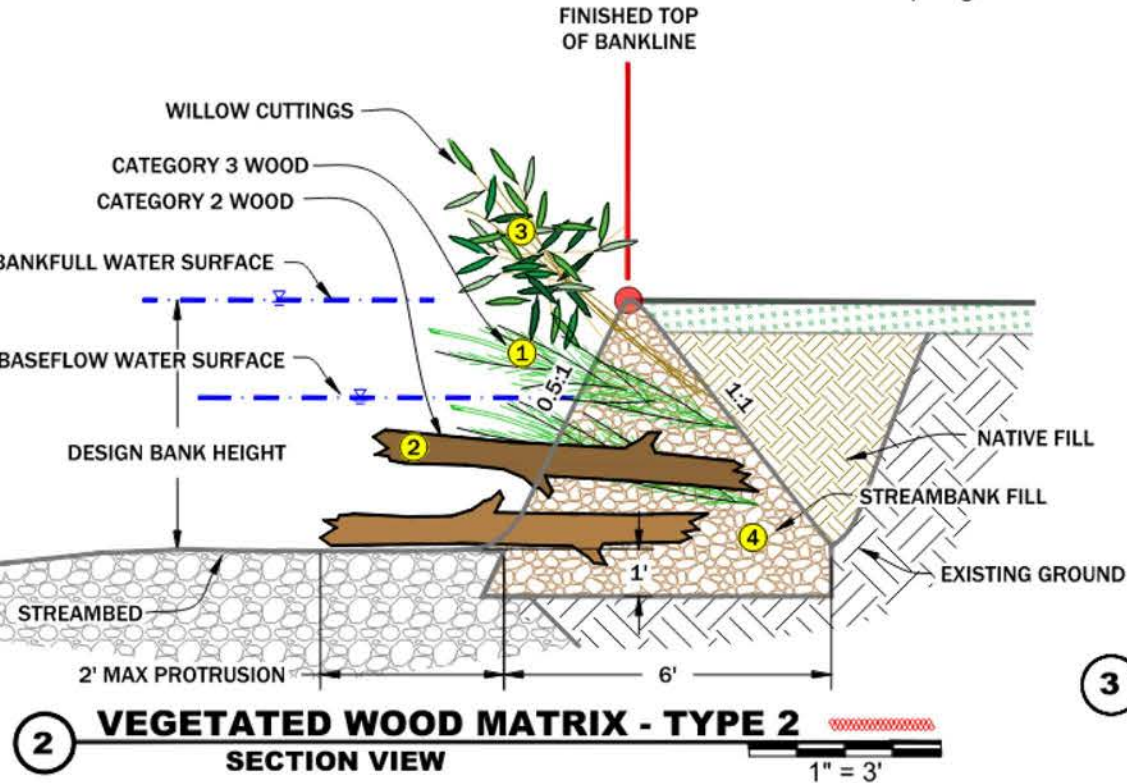 FINISHED TOP
OF BANKLINE
WILLOW CUTTINGS
CATEGORY 3 WOOD
CATEGORY 2 WOOD
BANKFULL WATER SURFACE
BASEFLOW WATER SURFACE
DESIGN BANK HEIGHT
3
1
2
4
0.5:1
1:1
NATIVE FILL
STREAMBANK FILL
EXISTING GROUND
1'
STREAMBED
2' MAX PROTRUSION
6'
3
2
VEGETATED WOOD MATRIX - TYPE 2
SECTION VIEW
1" = 3'